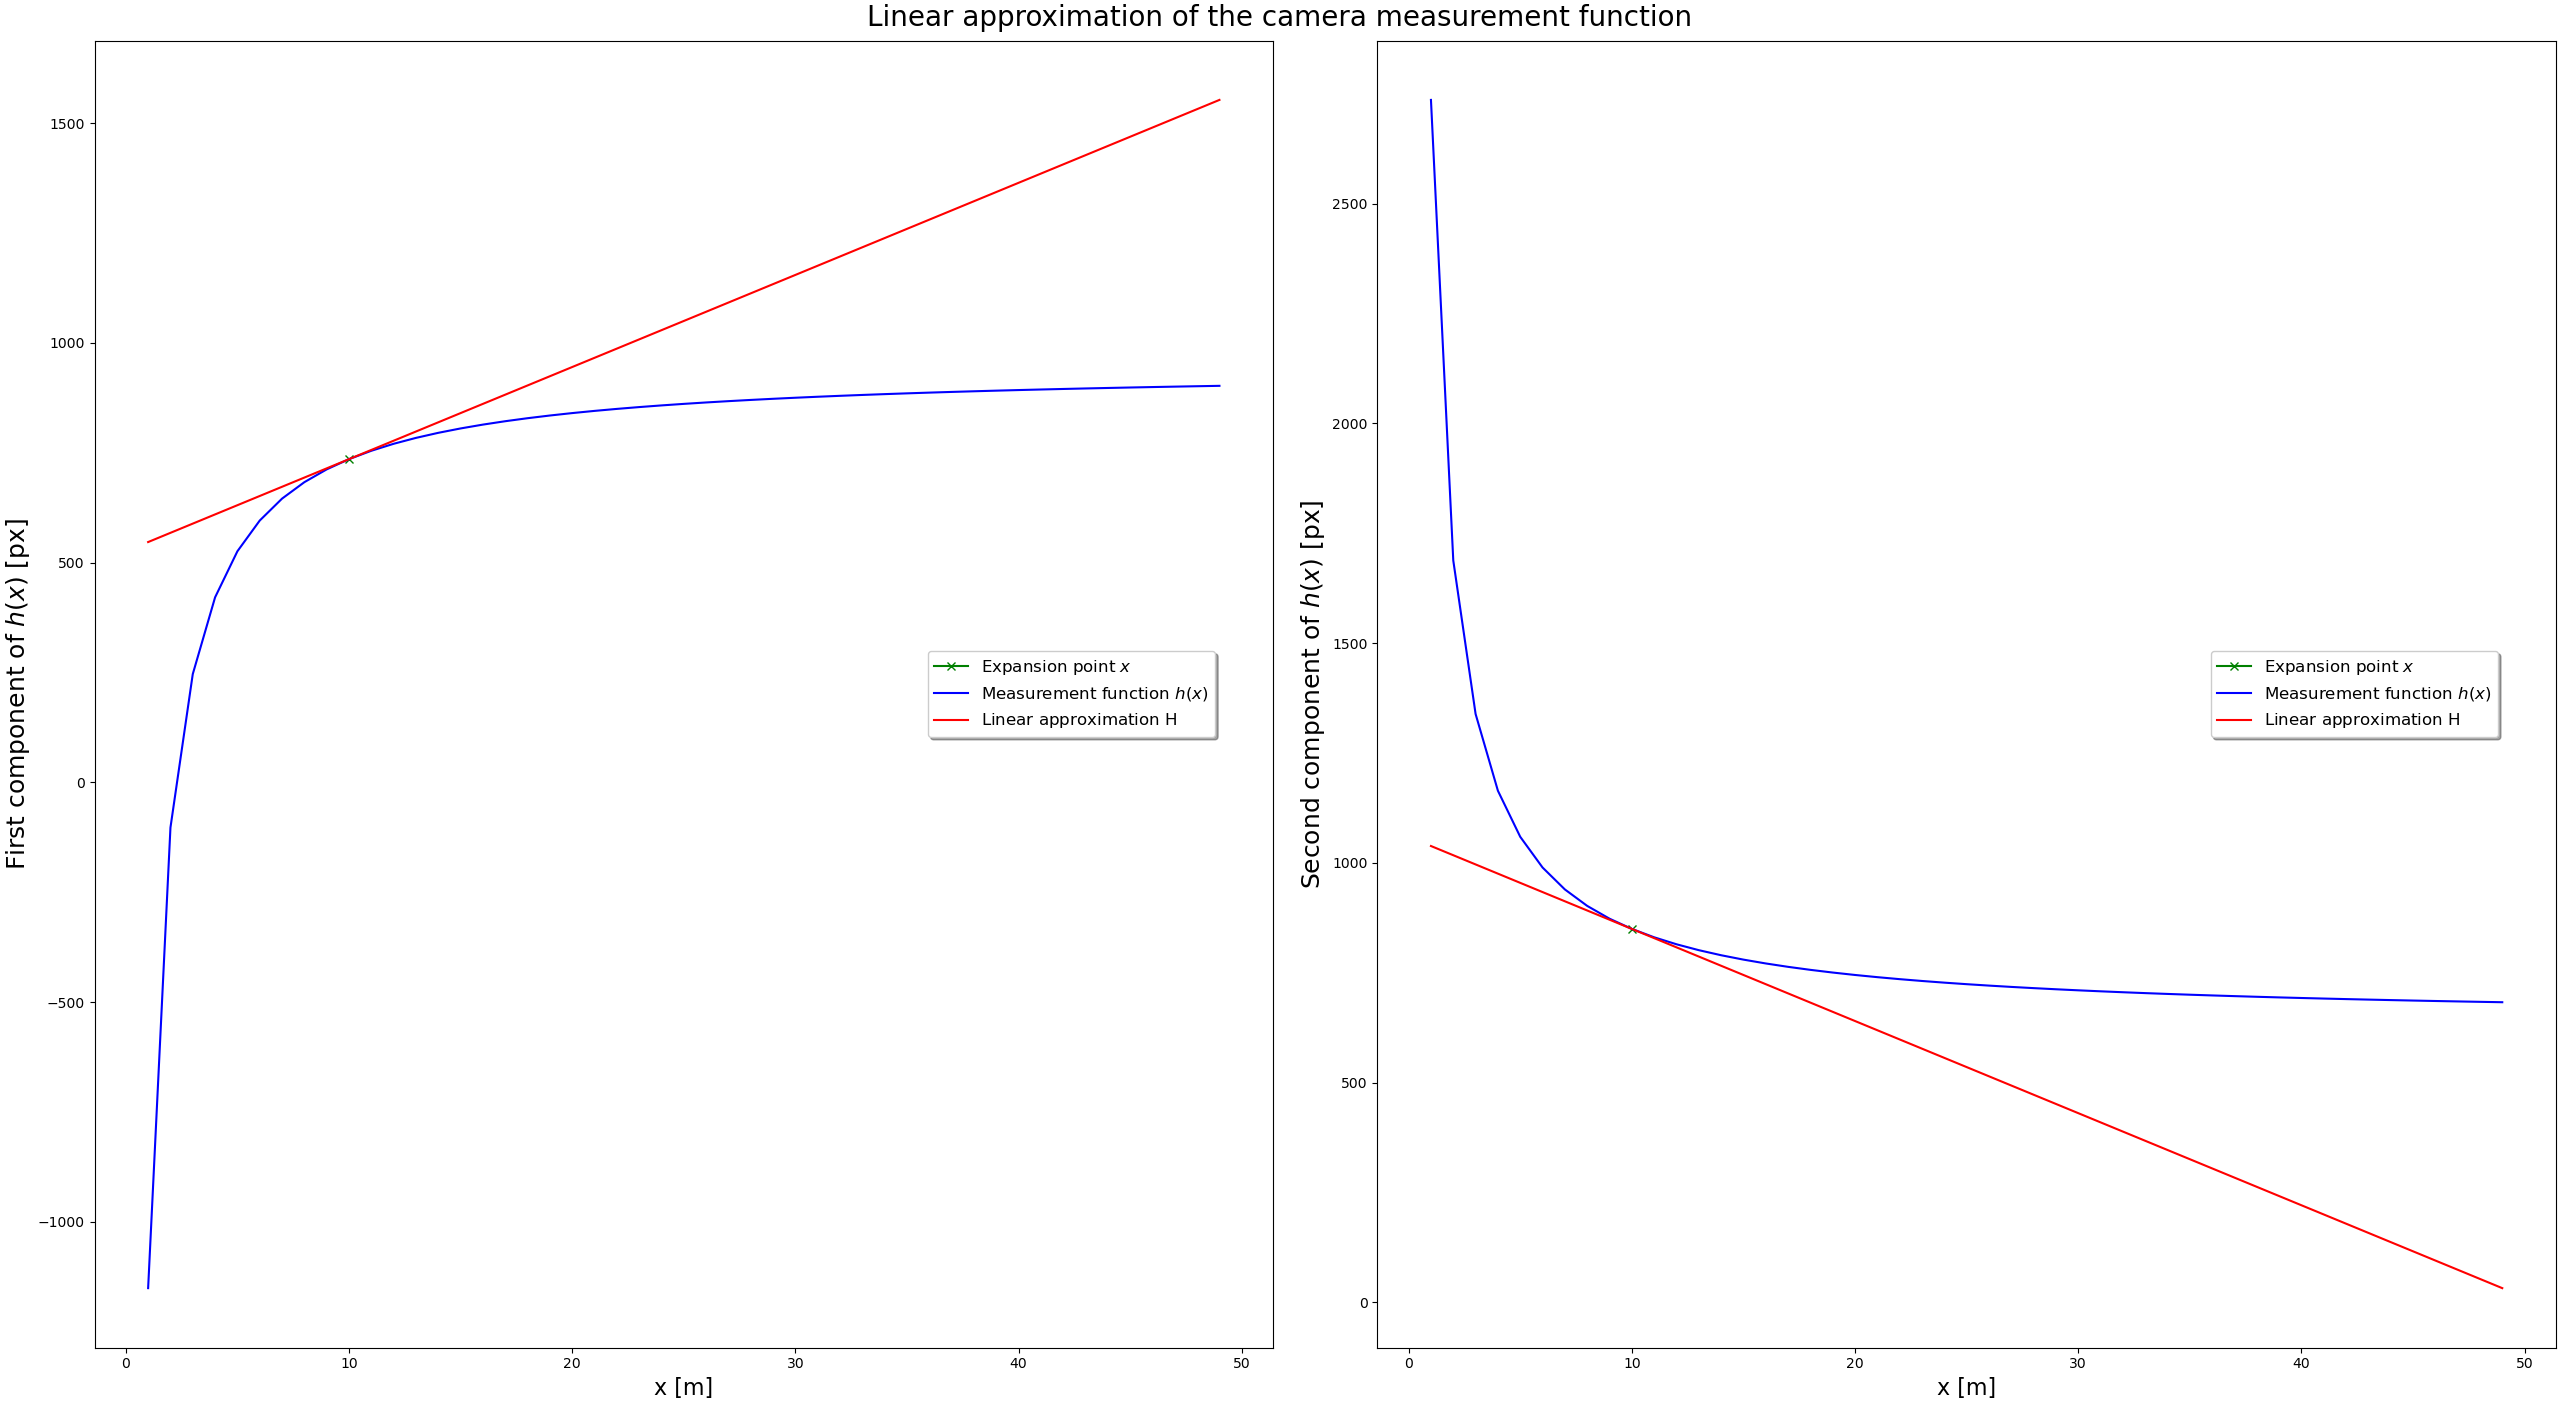 Linear approximation of the camera measurement function
First component of h(x) [px]
1500
1000
500
0
−500
−1000
0 10 20 30 40 50
x [m]
Expansion point x
Measurement function h(x)
Linear approximation H
Second component of h(x) [px]
2500
2000
1500
1000
500
0
0 10 20 30 40 50
x [m]
Expansion point x
Measurement function h(x)
Linear approximation H